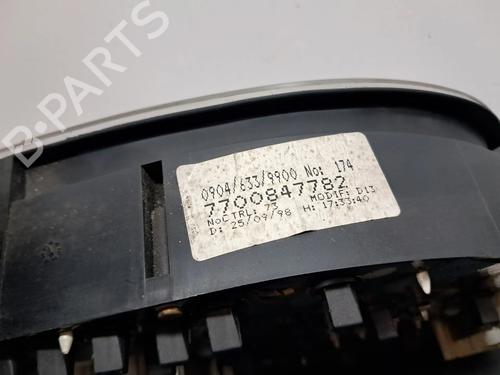 0904/633/9900 No: 174
7700847782
NoCTRL: 73 MODIF: D13
D: 25/09/98 H: 17:33:40
B-PARTS